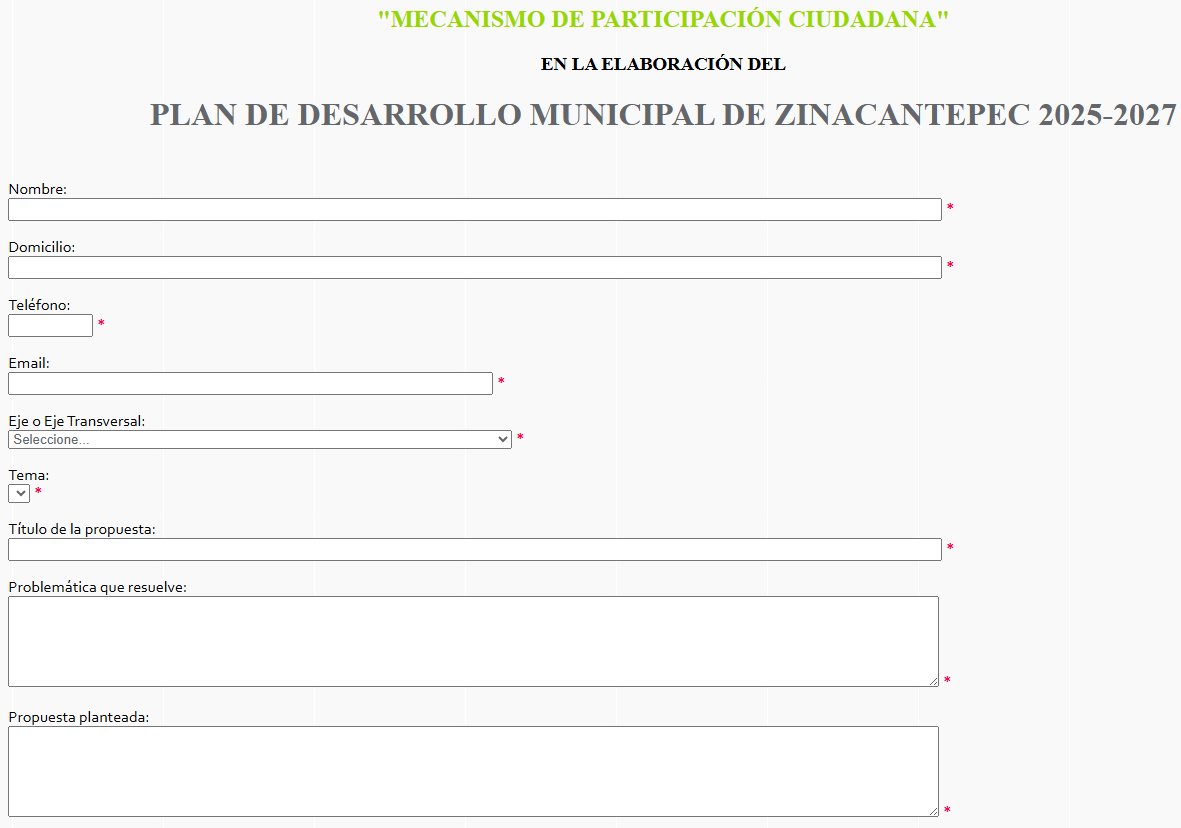 "MECANISMO DE PARTICIPACIÓN CIUDADANA"
EN LA ELABORACIÓN DEL
PLAN DE DESARROLLO MUNICIPAL DE ZINACANTEPEC 2025-2027
Nombre:
*
Domicilio:
*
Teléfono:
*
Email:
*
Eje o Eje Transversal:
Seleccione... *
Tema:
*
Título de la propuesta:
*
Problemática que resuelve:
*
Propuesta planteada:
*